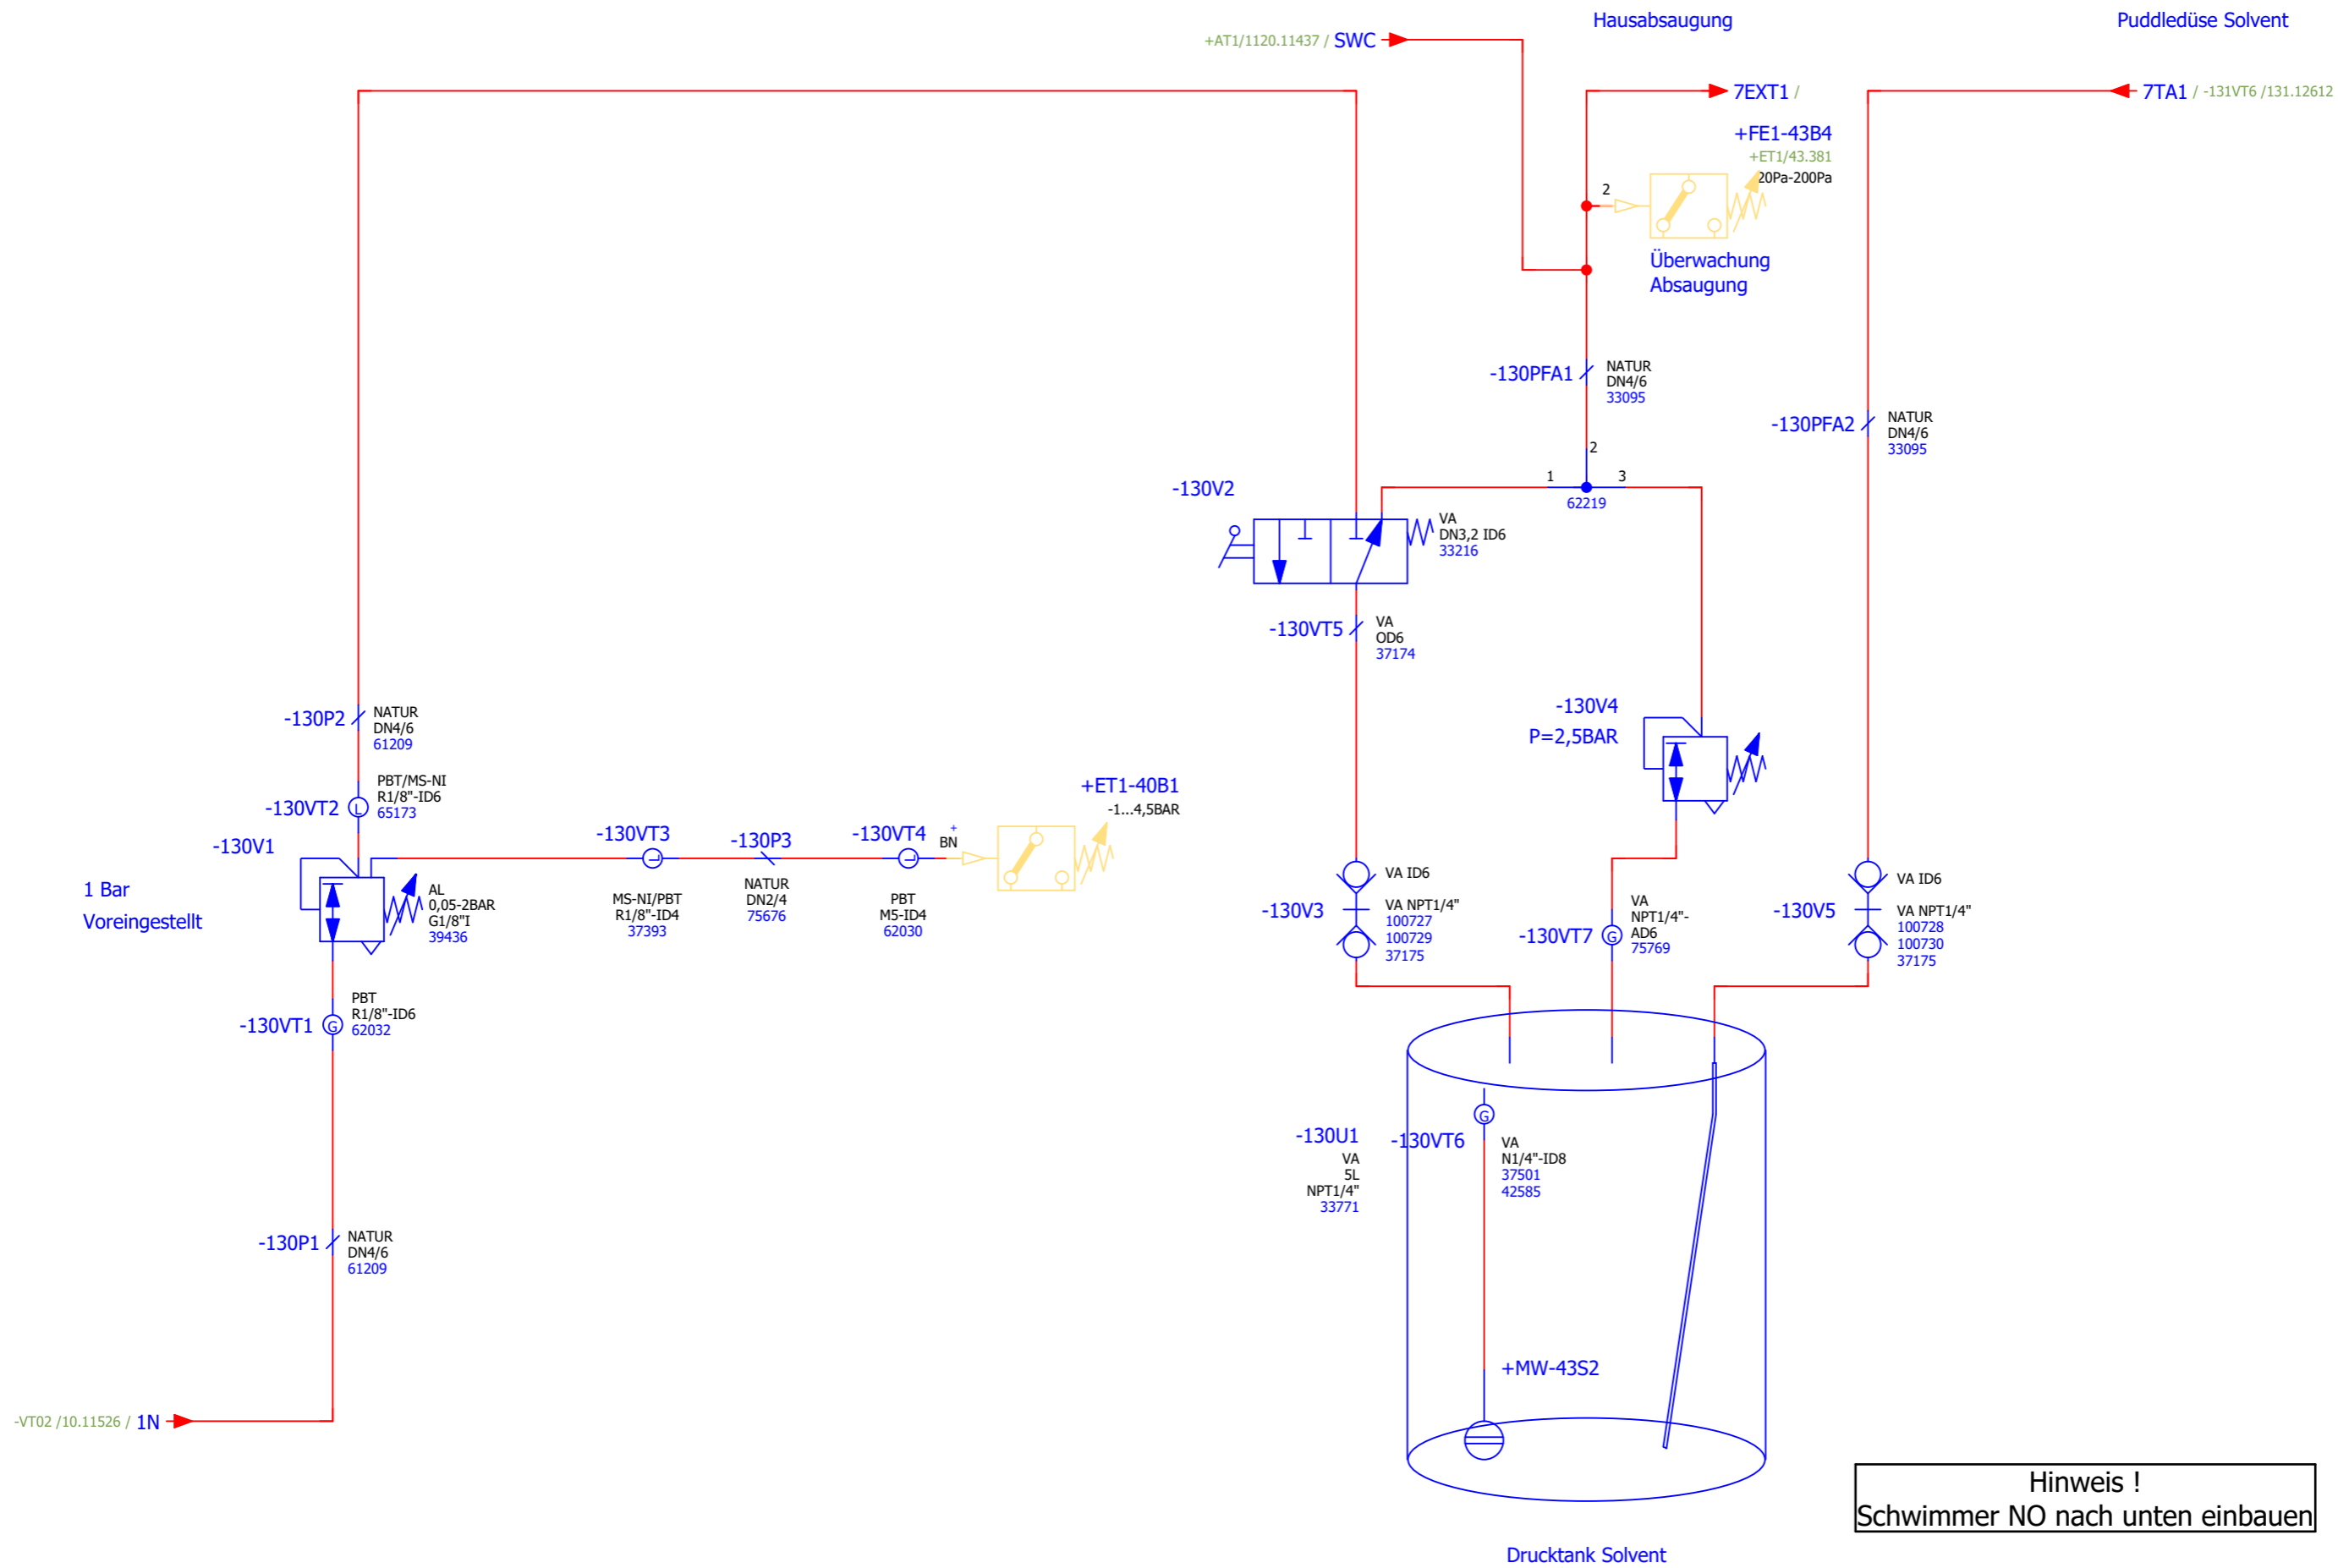 Hausabsaugung
Puddledüse Solvent
+AT1/1120.11437 / SWC
7EXT1 /
7TA1 / -131VT6 /131.12612
+FE1-43B4
+ET1/43.381
20Pa-200Pa
2
Überwachung
Absaugung
-130PFA1
NATUR
DN4/6
33095
-130PFA2
NATUR
DN4/6
33095
2
1
3
62219
-130V2
VA
DN3,2 ID6
33216
-130VT5
VA
OD6
37174
-130V4
P=2,5BAR
-130P2
NATUR
DN4/6
61209
-130VT2
L
PBT/MS-NI
R1/8"-ID6
65173
-130V1
1 Bar
Voreingestellt
AL
0,05-2BAR
G1/8"I
39436
-130VT3
L
MS-NI/PBT
R1/8"-ID4
37393
-130P3
NATUR
DN2/4
75676
-130VT4
L
PBT
M5-ID4
62030
+
BN
+ET1-40B1
-1...4,5BAR
-130V3
VA ID6
VA NPT1/4"
100727
100729
37175
-130VT7
G
VA
NPT1/4"-
AD6
75769
-130V5
VA ID6
VA NPT1/4"
100728
100730
37175
-130VT1
G
PBT
R1/8"-ID6
62032
-130U1
VA
5L
NPT1/4"
33771
-130VT6
G
VA
N1/4"-ID8
37501
42585
-130P1
NATUR
DN4/6
61209
+MW-43S2
-VT02 /10.11526 / 1N
Hinweis !
Schwimmer NO nach unten einbauen
Drucktank Solvent